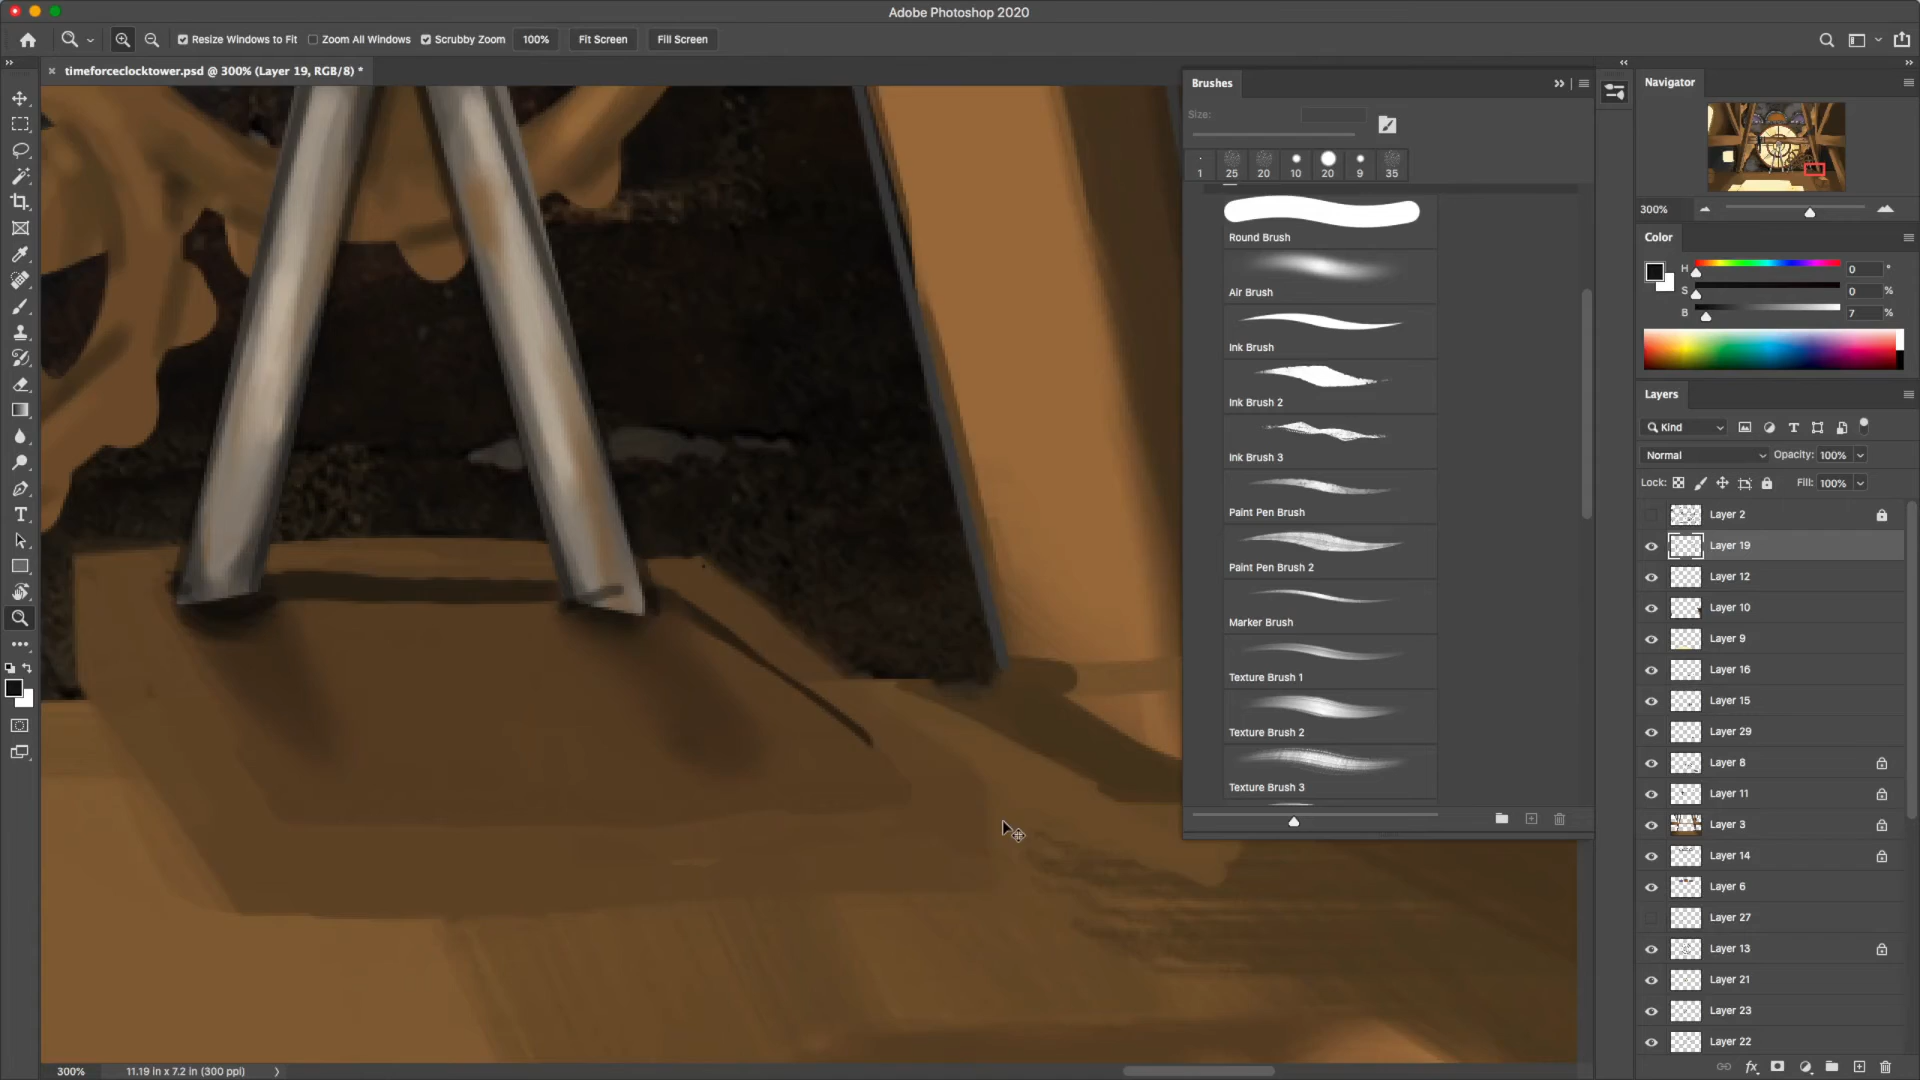 Adobe Photoshop 2020
Resize Windows to Fit
Zoom All Windows
Scrubby Zoom
100%
Fit Screen
Fill Screen
timeforceclocktower.psd @ 300% (Layer 19, RGB/8) *
Brushes
Size:
1
25
20
10
20
9
35
Round Brush
Air Brush
Ink Brush
Ink Brush 2
Ink Brush 3
Paint Pen Brush
Paint Pen Brush 2
Marker Brush
Texture Brush 1
Texture Brush 2
Texture Brush 3
Navigator
300%
Color
H
0
°
S
0
%
B
7
%
Layers
Kind
Normal
Opacity: 100%
Lock:
Fill: 100%
Layer 2
Layer 19
Layer 12
Layer 10
Layer 9
Layer 16
Layer 15
Layer 29
Layer 8
Layer 11
Layer 3
Layer 14
Layer 6
Layer 27
Layer 13
Layer 21
Layer 23
Layer 22
300%
11.19 in x 7.2 in (300 ppi)